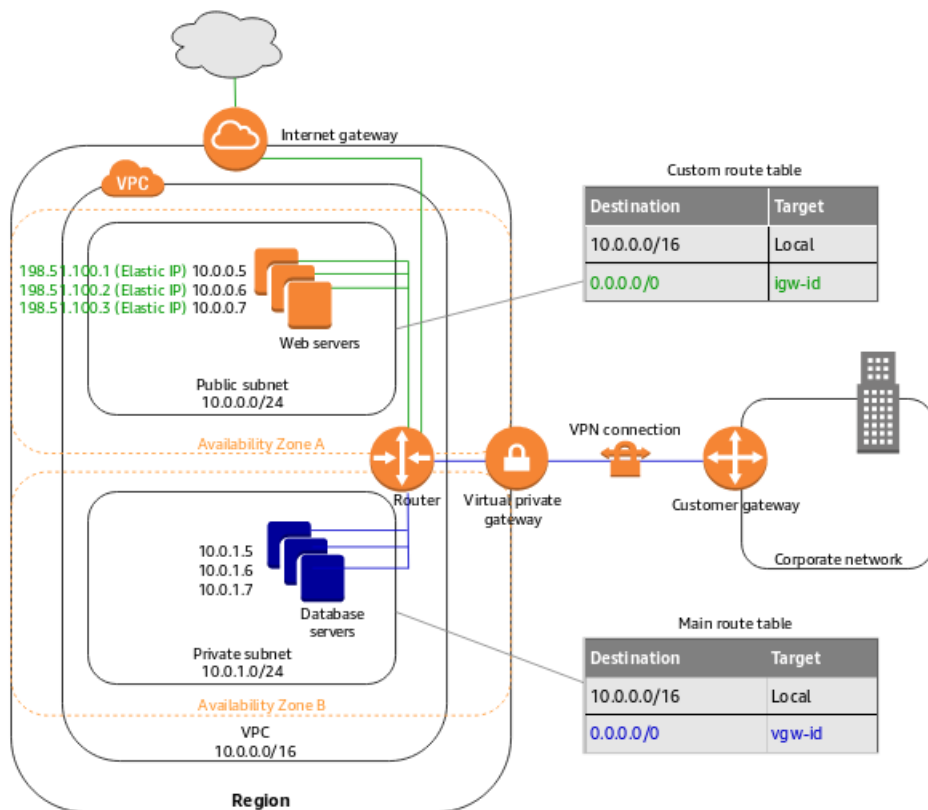 Internet gateway
VPC
198.51.100.1 (Elastic IP) 10.0.0.5
198.51.100.2 (Elastic IP) 10.0.0.6
198.51.100.3 (Elastic IP) 10.0.0.7
Web servers
Public subnet
10.0.0.0/24
Availability Zone A
Custom route table
Destination Target
10.0.0.0/16 Local
0.0.0.0/0 igw-id
Router
Virtual private
gateway
VPN connection
Customer gateway
Corporate network
10.0.1.5
10.0.1.6
10.0.1.7
Database
servers
Private subnet
10.0.1.0/24
Availability Zone B
VPC
10.0.0.0/16
Region
Main route table
Destination Target
10.0.0.0/16 Local
0.0.0.0/0 vgw-id